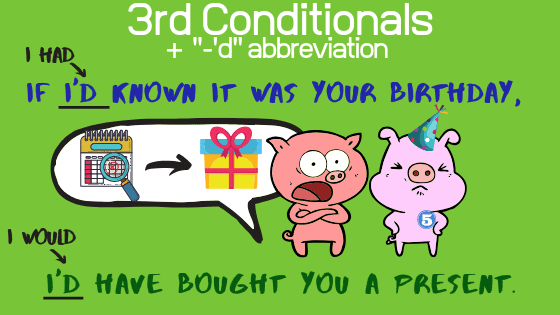 3rd Conditionals
+ "-'d" abbreviation
I HAD
IF I'D KNOWN IT WAS YOUR BIRTHDAY,
5
I WOULD
I'D HAVE BOUGHT YOU A PRESENT.